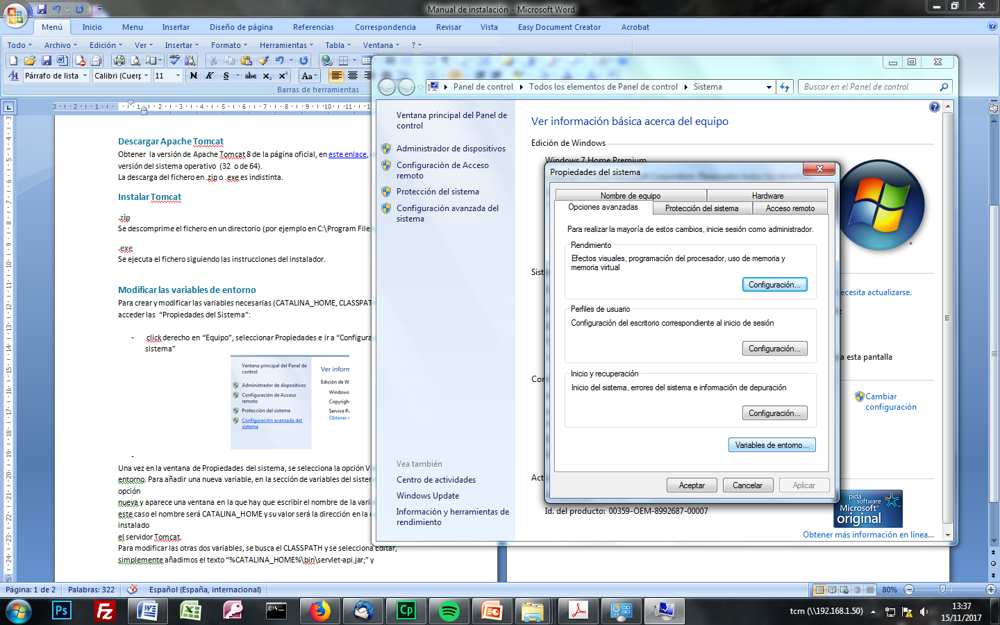 Manual de instalación - Microsoft Word
Menú Inicio Menu Insertar Diseño de página Referencias Correspondencia Revisar Vista Easy Document Creator Acrobat
Todo Archivo Edición Ver Insertar Formato Herramientas Tabla Ventana ?
Párrafo de lista Calibri (Cuerp 11 N K S abc x₂ x² Aa
Barras de herramientas
Descargar Apache Tomcat
Obtener la versión de Apache Tomcat 8 de la página oficial, en este enlace,
versión del sistema operativo (32 o de 64).
La descarga del fichero en .zip o .exe es indistinta.
Instalar Tomcat
.zip
Se descomprime el fichero en un directorio (por ejemplo en C:\Program File
.exe
Se ejecuta el fichero siguiendo las instrucciones del instalador.
Modificar las variables de entorno
Para crear y modificar las variables necesarias (CATALINA_HOME, CLASSPAT
acceder las "Propiedades del Sistema":
- click derecho en "Equipo", seleccionar Propiedades e ir a "Configura
sistema"
Ventana principal del Panel de
control
Administrador de dispositivos
Configuración de Acceso
remoto
Protección del sistema
Configuración avanzada del
sistema
Ver inforn
Edición de W
Windows
Copyrigh
Service Pa
Obtener r
-
Una vez en la ventana de Propiedades del sistema, se selecciona la opción Va
entorno. Para añadir una nueva variable, en la sección de variables del sister
opción
nueva y aparece una ventana en la que hay que escribir el nombre de la varia
este caso el nombre será CATALINA_HOME y su valor será la dirección en la q
instalado
el servidor Tomcat.
Para modificar las otras dos variables, se busca el CLASSPATH y se selecciona Editar,
simplemente añadimos el texto "%CATALINA_HOME%\bin\servlet-api.jar;" y
Panel de control Todos los elementos de Panel de control Sistema
Buscar en el Panel de control
Ventana principal del Panel de
control
Administrador de dispositivos
Configuración de Acceso
remoto
Protección del sistema
Configuración avanzada del
sistema
Vea también
Centro de actividades
Windows Update
Información y herramientas de
rendimiento
Ver información básica acerca del equipo
Edición de Windows
Windows 7 Home Premium
Sist
ecesita actualizarse.
a esta pantalla
Cor
Cambiar
configuración
Act
Id. del producto: 00359-OEM-8992687-00007
pida
software
Microsoft
original
Obtener más información en línea...
Propiedades del sistema
Nombre de equipo Hardware
Opciones avanzadas Protección del sistema Acceso remoto
Para realizar la mayoría de estos cambios, inicie sesión como administrador.
Rendimiento
Efectos visuales, programación del procesador, uso de memoria y
memoria virtual
Configuración...
Perfiles de usuario
Configuración del escritorio correspondiente al inicio de sesión
Configuración...
Inicio y recuperación
Inicio del sistema, errores del sistema e información de depuración
Configuración...
Variables de entorno...
Aceptar Cancelar Aplicar
Página: 1 de 2 Palabras: 322 Español (España, internacional) 80%
Ps Fz W C:\ Cp
tcm (\\192.168.1.50)
13:37
15/11/2017